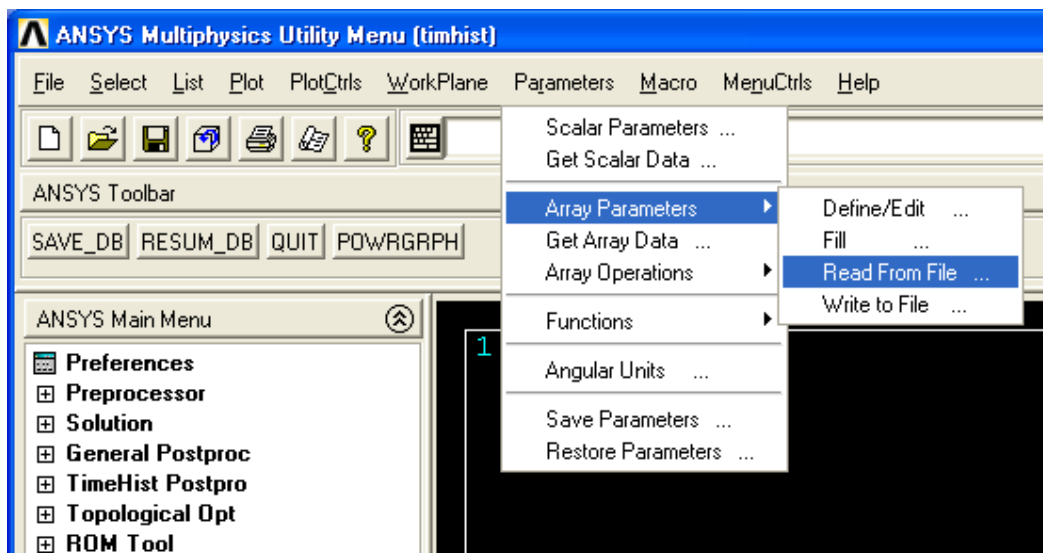 ANSYS Multiphysics Utility Menu (timhist)
File Select List Plot PlotCtrls WorkPlane Parameters Macro MenuCtrls Help
Scalar Parameters ...
Get Scalar Data ...
ANSYS Toolbar
Array Parameters
Define/Edit ...
SAVE_DB RESUM_DB QUIT POWRGRPH
Get Array Data ...
Fill ...
Array Operations
Read From File ...
Write to File ...
ANSYS Main Menu
Functions
1
Preferences
Angular Units ...
Preprocessor
Solution
Save Parameters ...
General Postproc
Restore Parameters ...
TimeHist Postpro
Topological Opt
ROM Tool